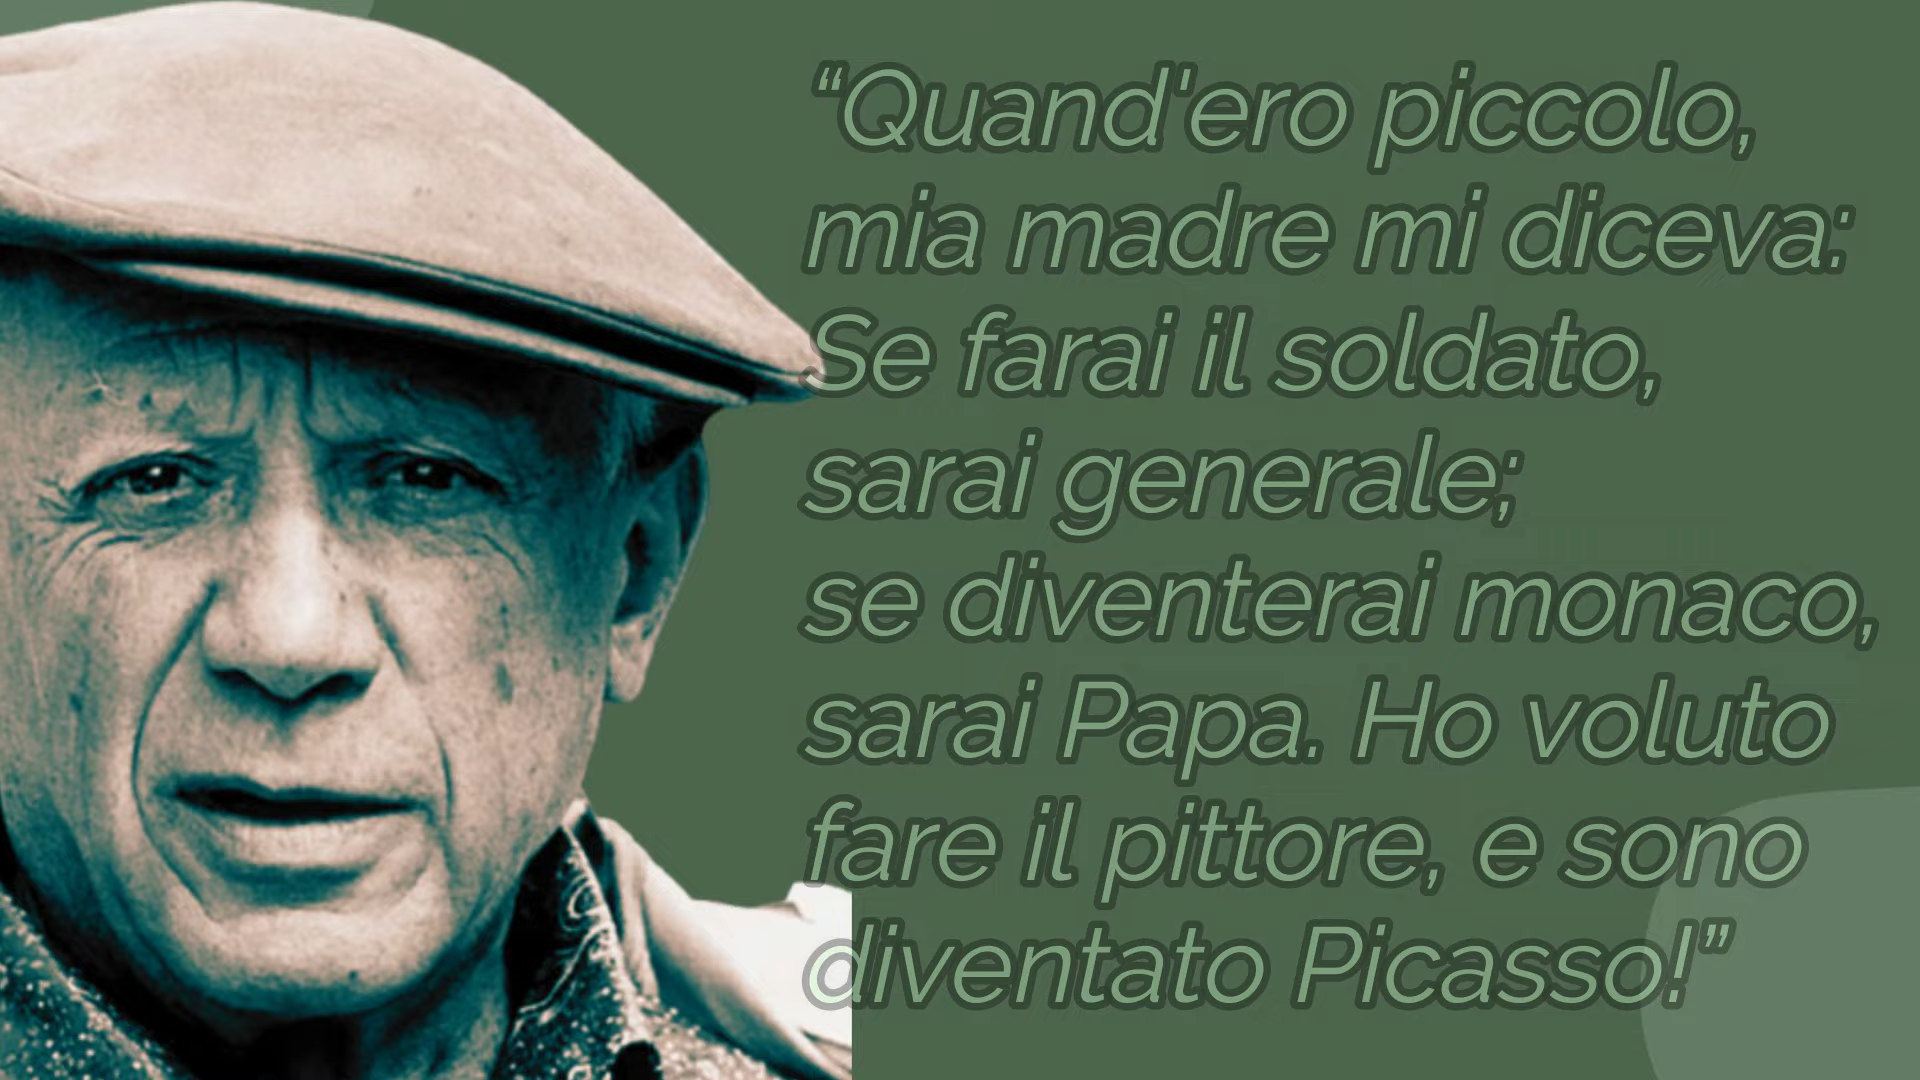 “Quand'ero piccolo,
mia madre mi diceva:
Se farai il soldato,
sarai generale;
se diventerai monaco,
sarai Papa. Ho voluto
fare il pittore, e sono
diventato Picasso!”